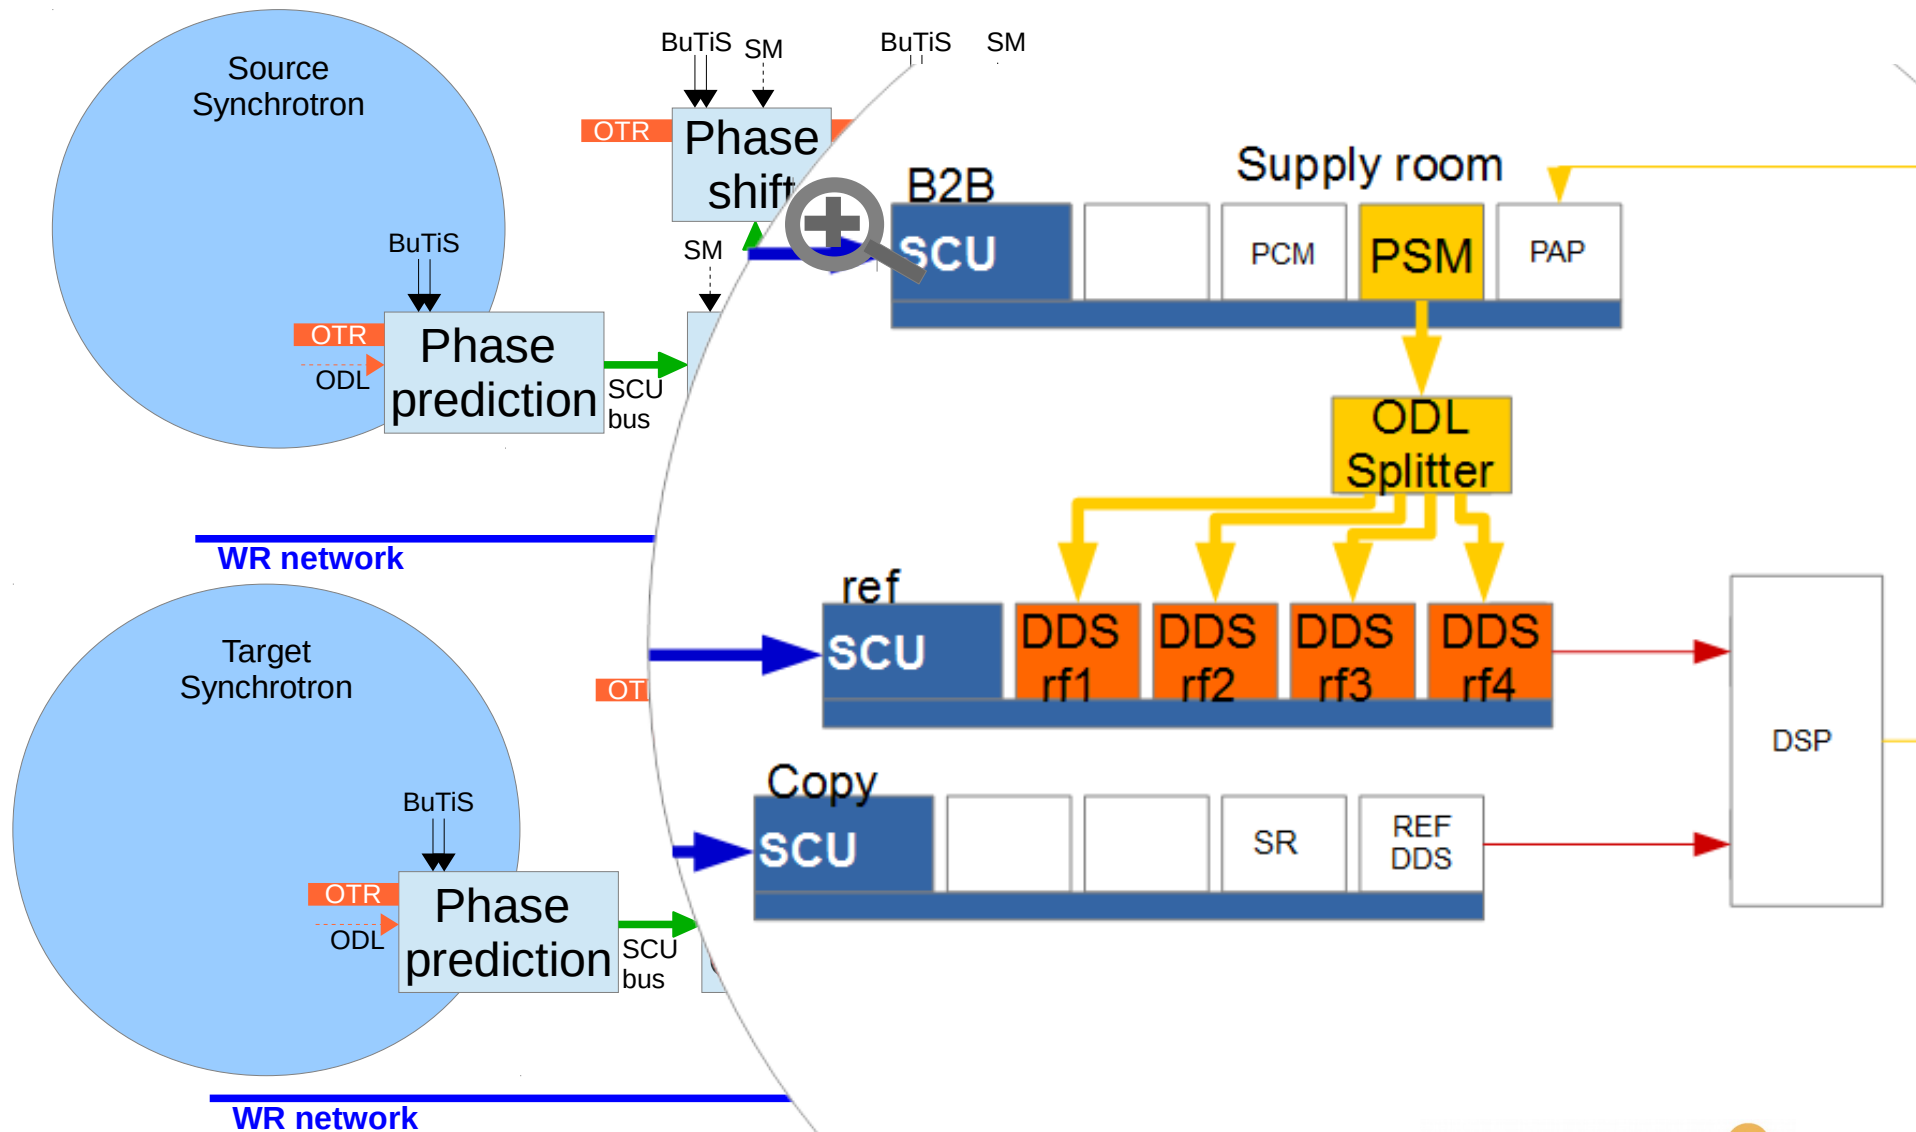 Source
Synchrotron
BuTiS
OTR
ODL
Phase
prediction
SCU
bus
WR network
Target
Synchrotron
BuTiS
OTR
ODL
Phase
prediction
SCU
bus
WR network
BuTiS
SM
OTR
Phase
shift
SM
BuTiS
SM
OT
Supply room
B2B
SCU
PCM
PSM
PAP
ODL
Splitter
ref
SCU
DDS
rf1
DDS
rf2
DDS
rf3
DDS
rf4
Copy
SCU
SR
REF
DDS
DSP